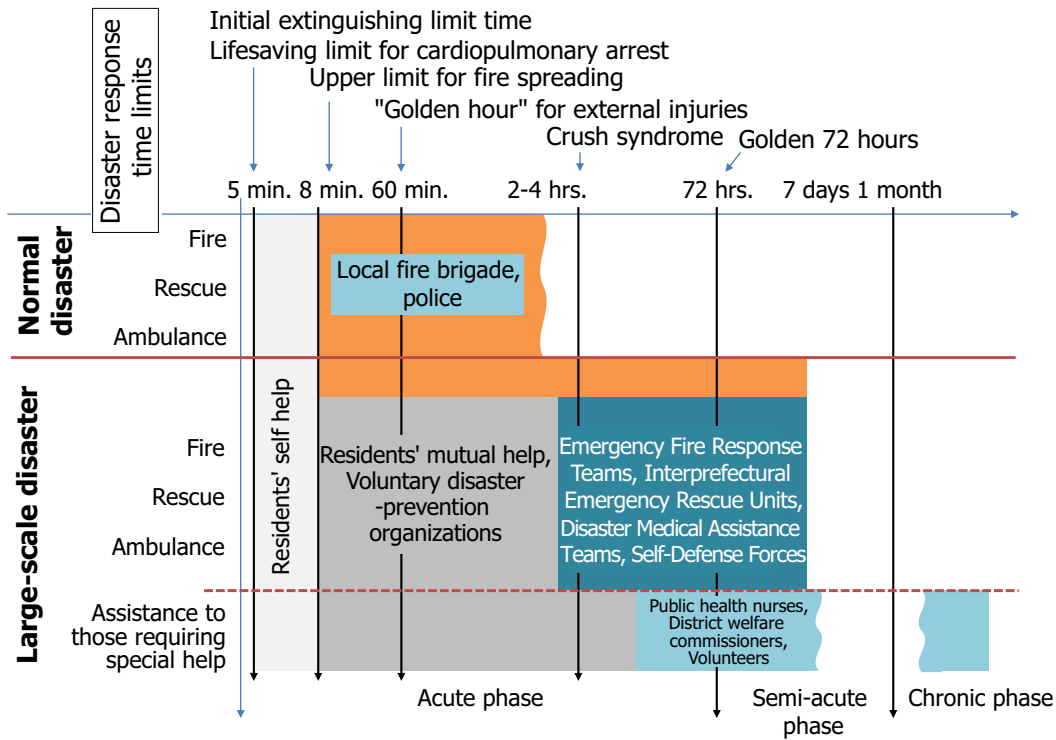 Disaster response
time limits
Initial extinguishing limit time
Lifesaving limit for cardiopulmonary arrest
Upper limit for fire spreading
"Golden hour" for external injuries
Crush syndrome
Golden 72 hours
5 min.
8 min.
60 min.
2-4 hrs.
72 hrs.
7 days
1 month
Normal
disaster
Fire
Rescue
Ambulance
Local fire brigade,
police
Large-scale disaster
Fire
Rescue
Ambulance
Residents' self help
Residents' mutual help,
Voluntary disaster
-prevention
organizations
Emergency Fire Response
Teams, Interprefectural
Emergency Rescue Units,
Disaster Medical Assistance
Teams, Self-Defense Forces
Assistance to
those requiring
special help
Public health nurses,
District welfare
commissioners,
Volunteers
Acute phase
Semi-acute
phase
Chronic phase